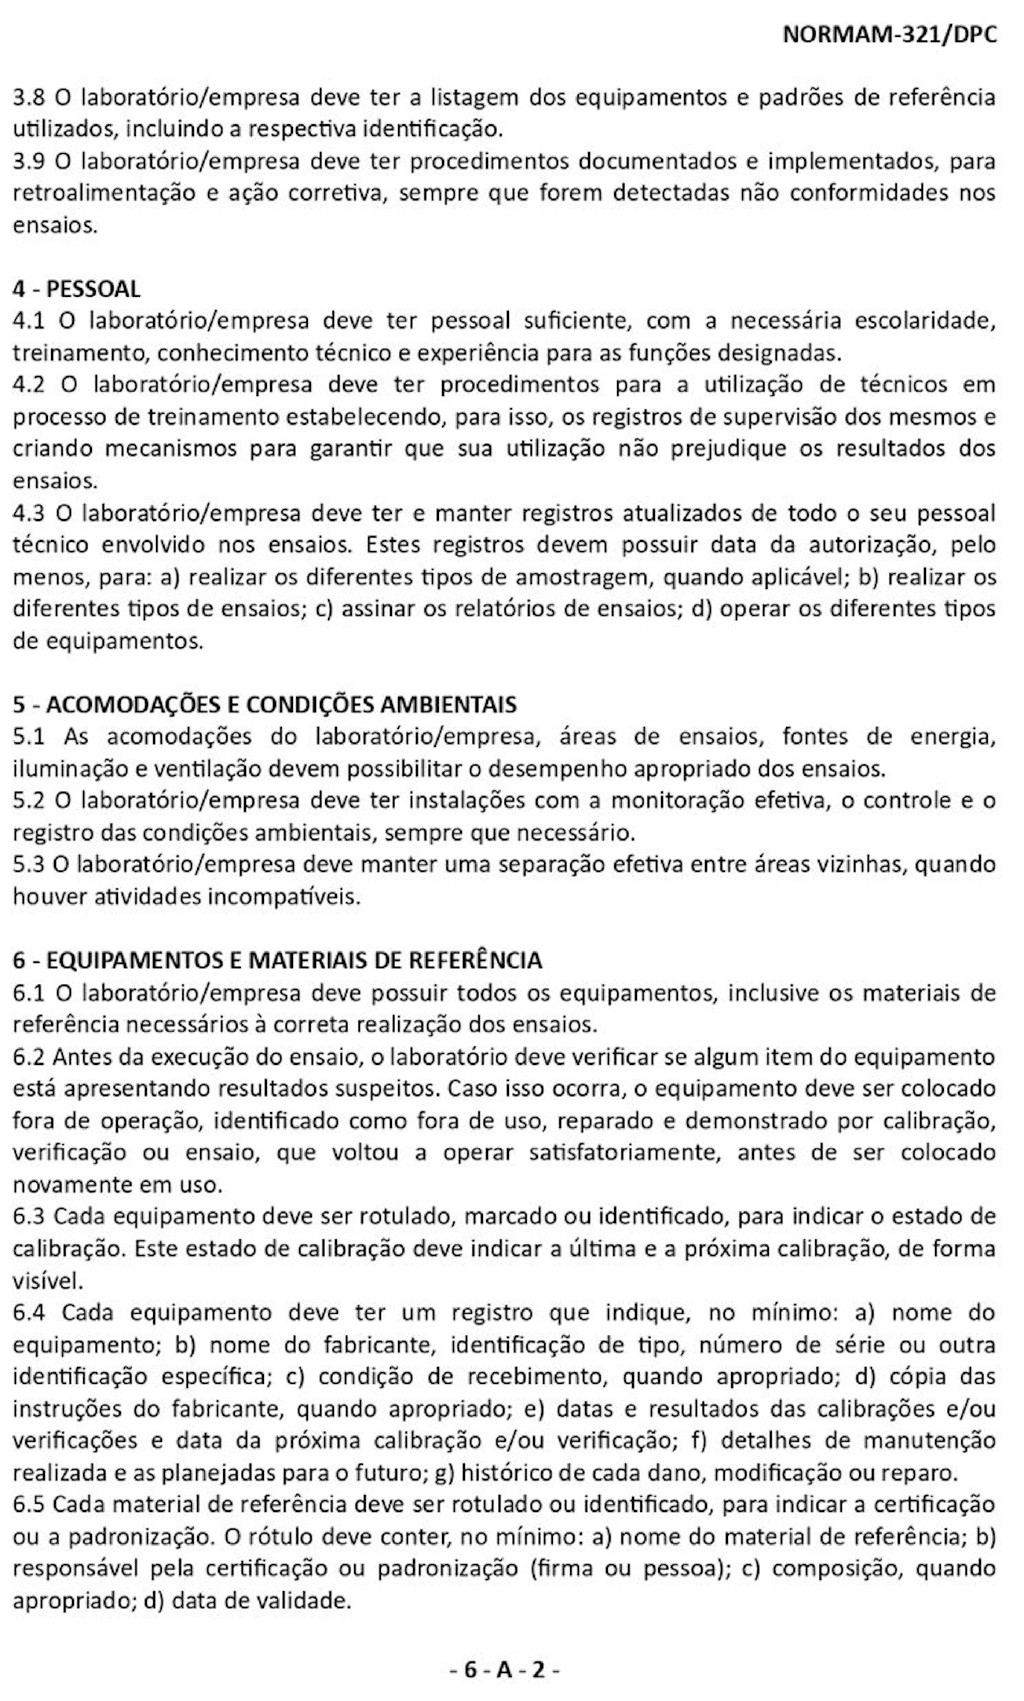 NORMAM-321/DPC
3.8 O laboratório/empresa deve ter a listagem dos equipamentos e padrões de referência
utilizados, incluindo a respectiva identificação.
3.9 O laboratório/empresa deve ter procedimentos documentados e implementados, para
retroalimentação e ação corretiva, sempre que forem detectadas não conformidades nos
ensaios.
4 - PESSOAL
4.1 O laboratório/empresa deve ter pessoal suficiente, com a necessária escolaridade,
treinamento, conhecimento técnico e experiência para as funções designadas.
4.2 O laboratório/empresa deve ter procedimentos para a utilização de técnicos em
processo de treinamento estabelecendo, para isso, os registros de supervisão dos mesmos e
criando mecanismos para garantir que sua utilização não prejudique os resultados dos
ensaios.
4.3 O laboratório/empresa deve ter e manter registros atualizados de todo o seu pessoal
técnico envolvido nos ensaios. Estes registros devem possuir data da autorização, pelo
menos, para: a) realizar os diferentes tipos de amostragem, quando aplicável; b) realizar os
diferentes tipos de ensaios; c) assinar os relatórios de ensaios; d) operar os diferentes tipos
de equipamentos.
5 - ACOMODAÇÕES E CONDIÇÕES AMBIENTAIS
5.1 As acomodações do laboratório/empresa, áreas de ensaios, fontes de energia,
iluminação e ventilação devem possibilitar o desempenho apropriado dos ensaios.
5.2 O laboratório/empresa deve ter instalações com a monitoração efetiva, o controle e o
registro das condições ambientais, sempre que necessário.
5.3 O laboratório/empresa deve manter uma separação efetiva entre áreas vizinhas, quando
houver atividades incompatíveis.
6 - EQUIPAMENTOS E MATERIAIS DE REFERÊNCIA
6.1 O laboratório/empresa deve possuir todos os equipamentos, inclusive os materiais de
referência necessários à correta realização dos ensaios.
6.2 Antes da execução do ensaio, o laboratório deve verificar se algum item do equipamento
está apresentando resultados suspeitos. Caso isso ocorra, o equipamento deve ser colocado
fora de operação, identificado como fora de uso, reparado e demonstrado por calibração,
verificação ou ensaio, que voltou a operar satisfatoriamente, antes de ser colocado
novamente em uso.
6.3 Cada equipamento deve ser rotulado, marcado ou identificado, para indicar o estado de
calibração. Este estado de calibração deve indicar a última e a próxima calibração, de forma
visível.
6.4 Cada equipamento deve ter um registro que indique, no mínimo: a) nome do
equipamento; b) nome do fabricante, identificação de tipo, número de série ou outra
identificação específica; c) condição de recebimento, quando apropriado; d) cópia das
instruções do fabricante, quando apropriado; e) datas e resultados das calibrações e/ou
verificações e data da próxima calibração e/ou verificação; f) detalhes de manutenção
realizada e as planejadas para o futuro; g) histórico de cada dano, modificação ou reparo.
6.5 Cada material de referência deve ser rotulado ou identificado, para indicar a certificação
ou a padronização. O rótulo deve conter, no mínimo: a) nome do material de referência; b)
responsável pela certificação ou padronização (firma ou pessoa); c) composição, quando
apropriado; d) data de validade.
- 6 - A - 2 -